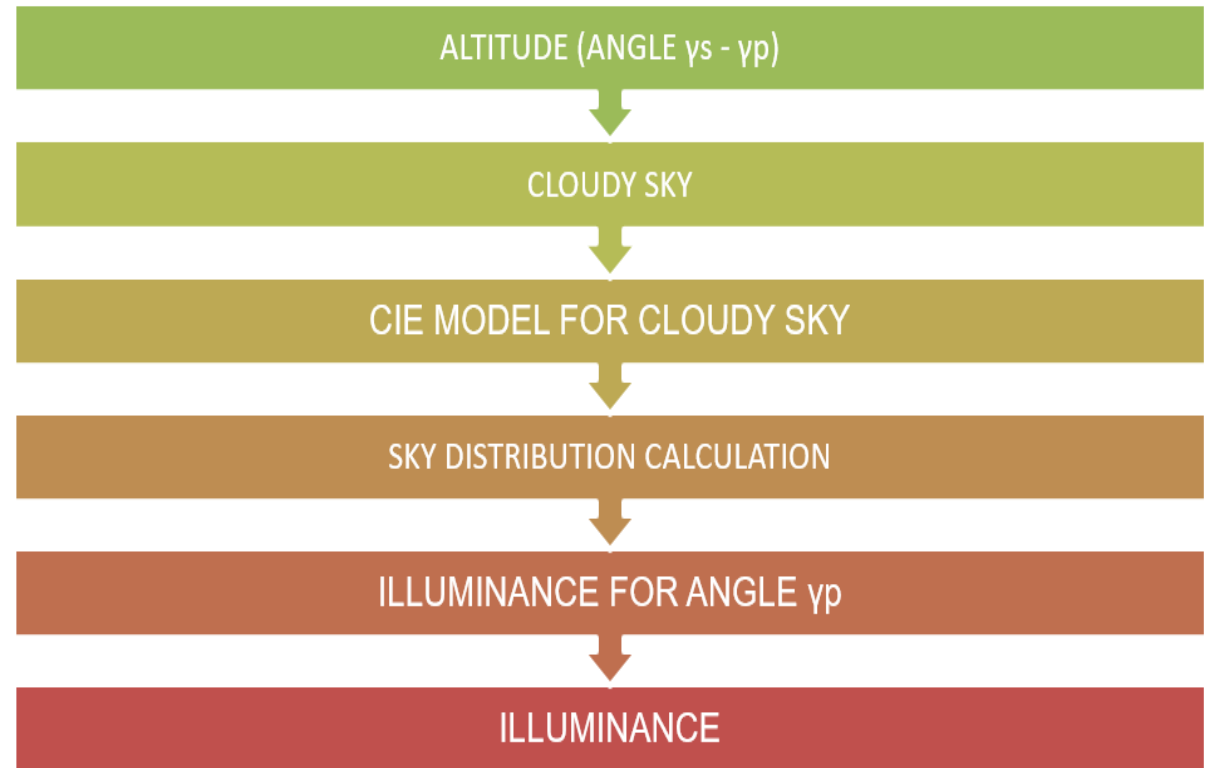 ALTITUDE (ANGLE γs - γp)
CLOUDY SKY
CIE MODEL FOR CLOUDY SKY
SKY DISTRIBUTION CALCULATION
ILLUMINANCE FOR ANGLE γp
ILLUMINANCE